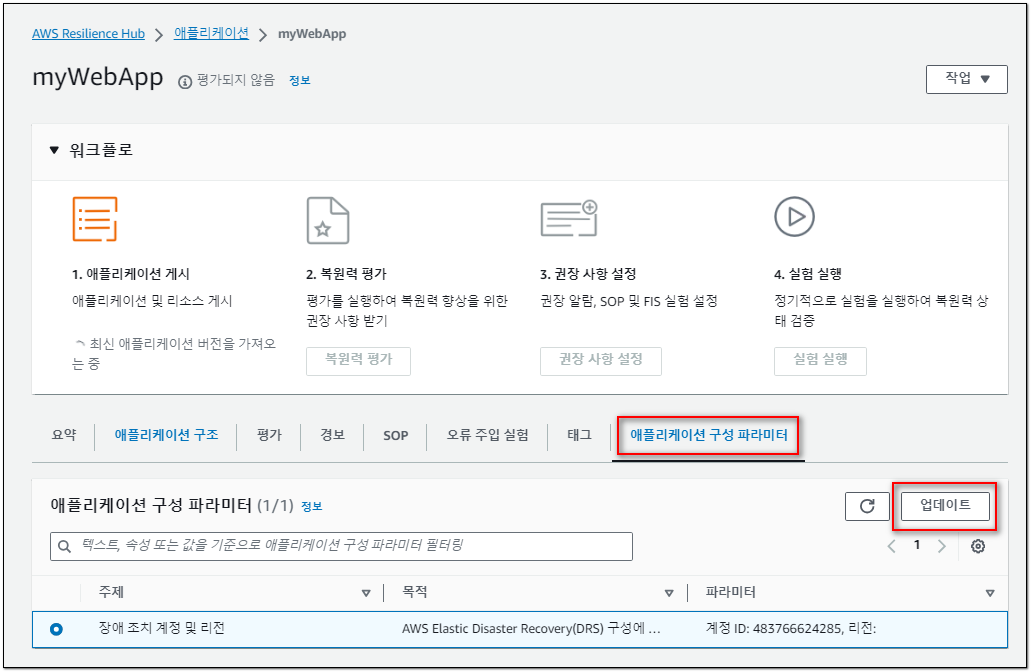 AWS Resilience Hub > 애플리케이션 > myWebApp
myWebApp 평가되지 않음 정보
작업
워크플로
1. 애플리케이션 게시
애플리케이션 및 리소스 게시
최신 애플리케이션 버전을 가져오
는 중
2. 복원력 평가
평가를 실행하여 복원력 향상을 위한
권장 사항 받기
복원력 평가
3. 권장 사항 설정
권장 알람, SOP 및 FIS 실험 설정
권장 사항 설정
4. 실험 실행
정기적으로 실험을 실행하여 복원력 상
태 검증
실험 실행
요약 애플리케이션 구조 평가 경보 SOP 오류 주입 실험 태그 애플리케이션 구성 파라미터
애플리케이션 구성 파라미터 (1/1) 정보
업데이트
텍스트, 속성 또는 값을 기준으로 애플리케이션 구성 파라미터 필터링
1
주제 목적 파라미터
장애 조치 계정 및 리전 AWS Elastic Disaster Recovery(DRS) 구성에 ... 계정 ID: 483766624285, 리전: